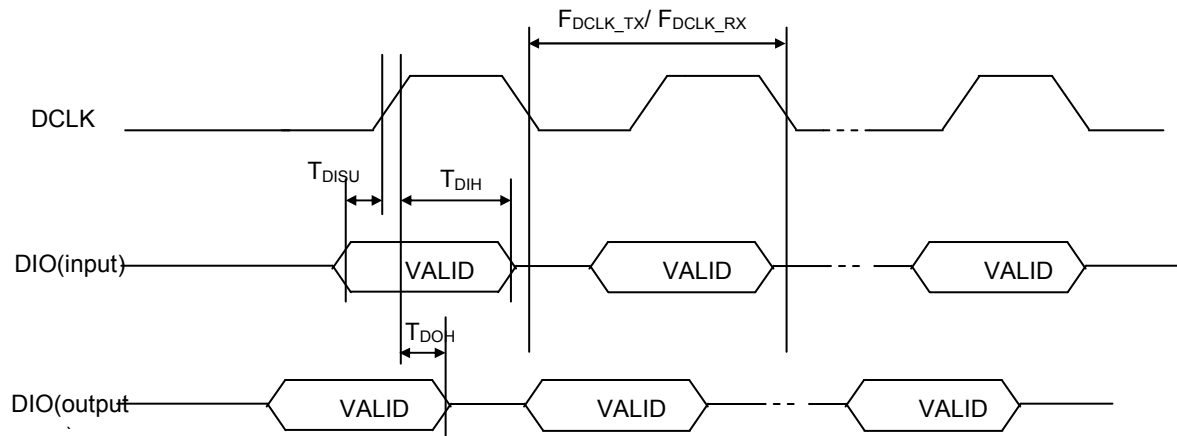 FDCLK_TX/ FDCLK_RX
DCLK
TDISU
TDIH
DIO(input)
VALID
VALID
VALID
TDOH
DIO(output
VALID
VALID
VALID